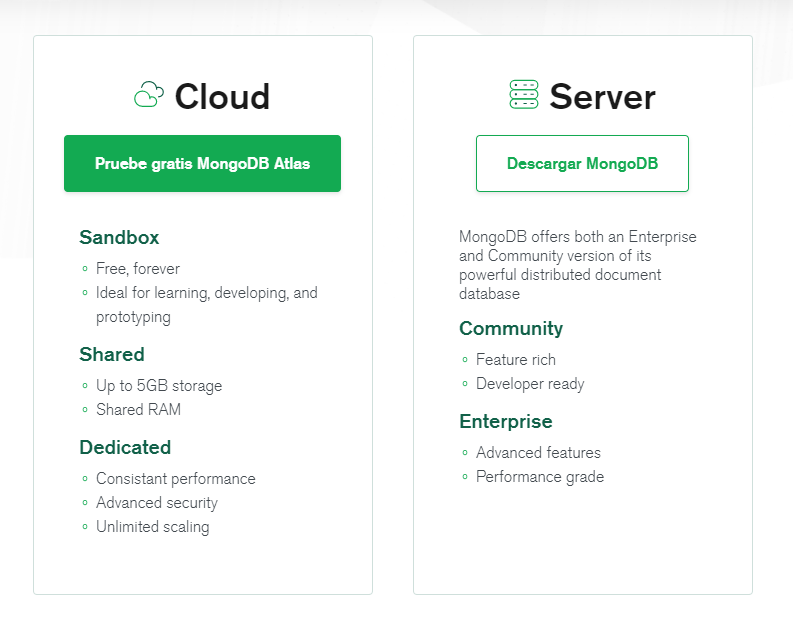 Cloud
Pruebe gratis MongoDB Atlas
Sandbox
Free, forever
Ideal for learning, developing, and
prototyping
Shared
Up to 5GB storage
Shared RAM
Dedicated
Consistant performance
Advanced security
Unlimited scaling
Server
Descargar MongoDB
MongoDB offers both an Enterprise
and Community version of its
powerful distributed document
database
Community
Feature rich
Developer ready
Enterprise
Advanced features
Performance grade